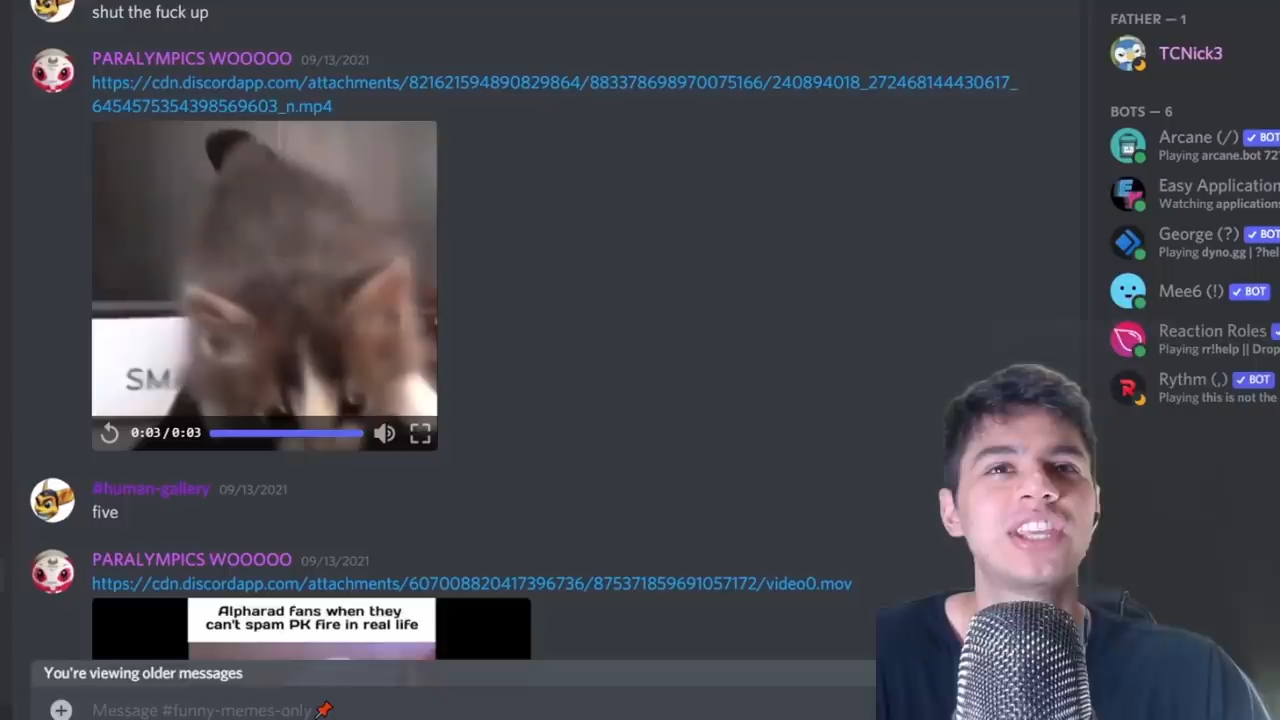 shut the fuck up
PARALYMPICS WOOOOO 09/13/2021
https://cdn.discordapp.com/attachments/821621594890829864/883378698970075166/240894018_272468144430617_
6454575354398569603_n.mp4
SMA
0:03/0:03
#human-gallery 09/13/2021
five
PARALYMPICS WOOOOO 09/13/2021
https://cdn.discordapp.com/attachments/607008820417396736/875371859691057172/video0.mov
Alpharad fans when they
can't spam PK fire in real life
You're viewing older messages
Message #funny-memes-only
FATHER — 1
TCNick3
BOTS — 6
Arcane (/) BOT
Playing arcane.bot 72
Easy Application
Watching applications
George (?) BOT
Playing dyno.gg | ?hel
Mee6 (!) BOT
Reaction Roles
Playing rr!help || Drop
Rythm (,) BOT
Playing this is not the